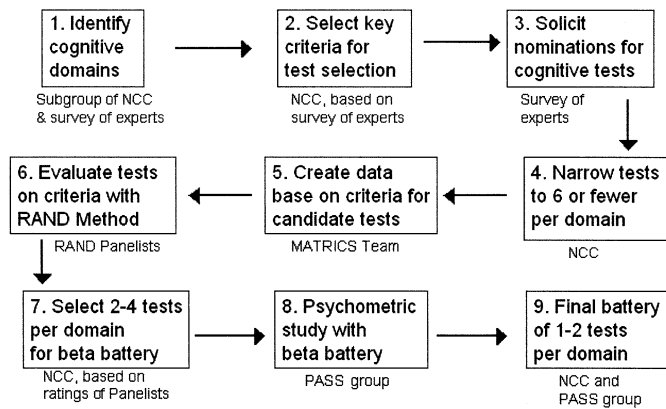 1. Identify
cognitive
domains
Subgroup of NCC
& survey of experts
2. Select key
criteria for
test selection
NCC, based on
survey of experts
3. Solicit
nominations for
cognitive tests
Survey of
experts
4. Narrow tests
to 6 or fewer
per domain
NCC
5. Create data
base on criteria for
candidate tests
MATRICS Team
6. Evaluate tests
on criteria with
RAND Method
RAND Panelists
7. Select 2-4 tests
per domain
for beta battery
NCC, based on
ratings of Panelists
8. Psychometric
study with
beta battery
PASS group
9. Final battery
of 1-2 tests
per domain
NCC and
PASS group